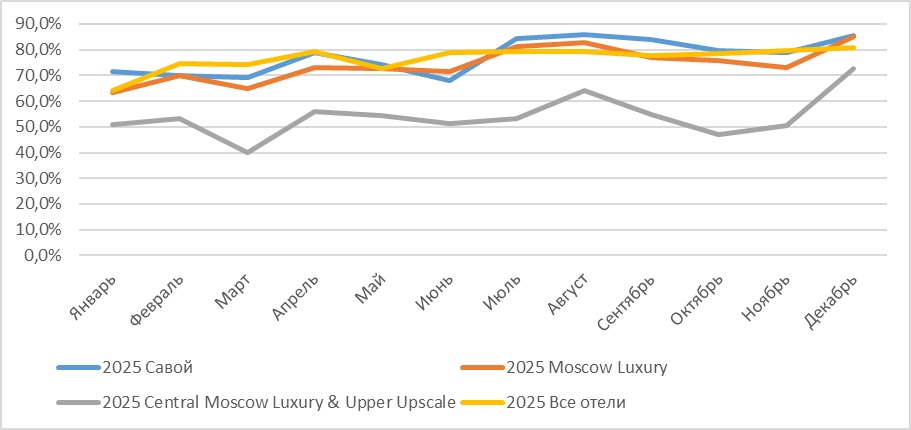 90,0%
80,0%
70,0%
60,0%
50,0%
40,0%
30,0%
20,0%
10,0%
0,0%
Январь
Февраль
Март
Апрель
Май
Июнь
Июль
Август
Сентябрь
Октябрь
Ноябрь
Декабрь
2025 Савой
2025 Moscow Luxury
2025 Central Moscow Luxury & Upper Upscale
2025 Все отели